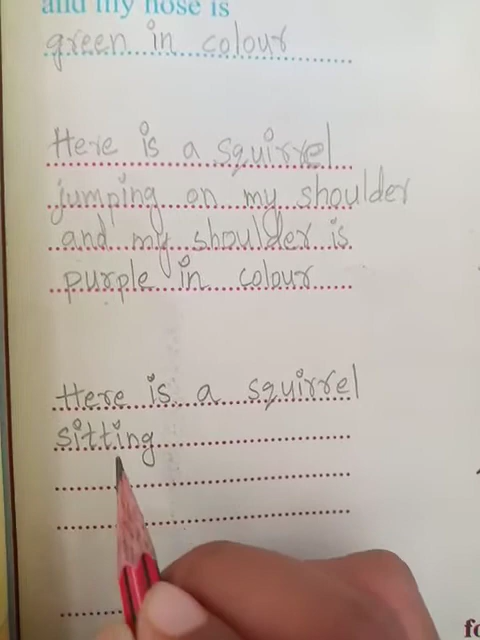 and my nose is
green in colour
Here is a squirrel
jumping on my shoulder
and my shoulder is
purple in colour
Here is a squirrel
sitting